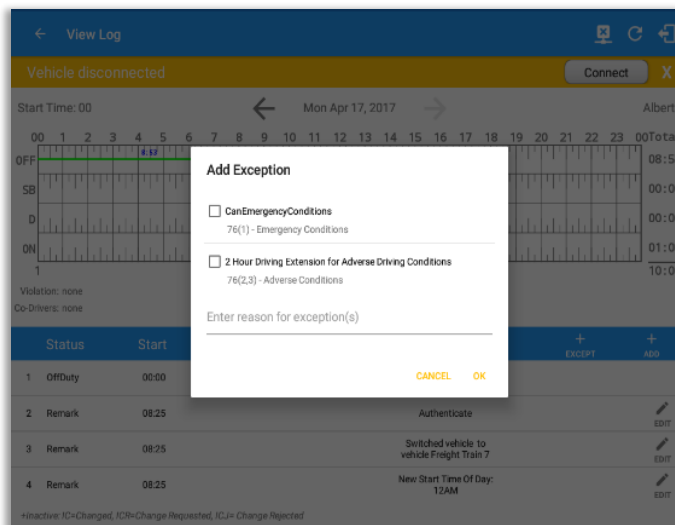 View Log
Vehicle disconnected
Connect X
Start Time: 00
Mon Apr 17, 2017
Albert
00 1 2 3 4 5 6 7 8 9 10 11 12 13 14 15 16 17 18 19 20 21 22 23 00Tota
OFF 08:5
SB 00:0
D 00:0
ON 01:0
1 10:0
Violation: none
Co-Drivers: none
Add Exception
CanEmergencyConditions
76(1) - Emergency Conditions
2 Hour Driving Extension for Adverse Driving Conditions
76(2,3) - Adverse Conditions
Enter reason for exception(s)
CANCEL OK
Status Start
+ EXCEPT
+ ADD
1 OffDuty 00:00
2 Remark 08:25 Authenticate EDIT
3 Remark 08:25 Switched vehicle to
vehicle Freight Train 7 EDIT
4 Remark 08:25 New Start Time Of Day:
12AM EDIT
+Inactive: IC=Changed, ICR=Change Requested, ICJ= Change Rejected